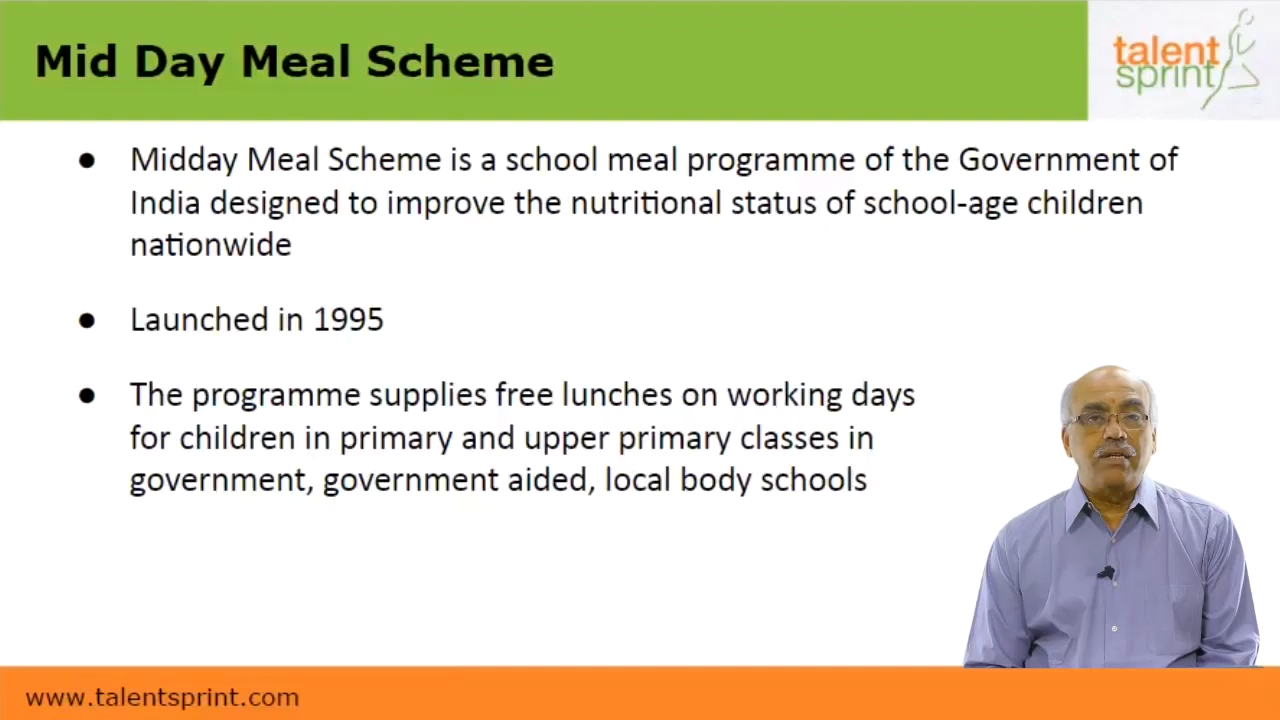 Mid Day Meal Scheme
talent
sprint
● Midday Meal Scheme is a school meal programme of the Government of
India designed to improve the nutritional status of school-age children
nationwide
● Launched in 1995
● The programme supplies free lunches on working days
for children in primary and upper primary classes in
government, government aided, local body schools
www.talentsprint.com